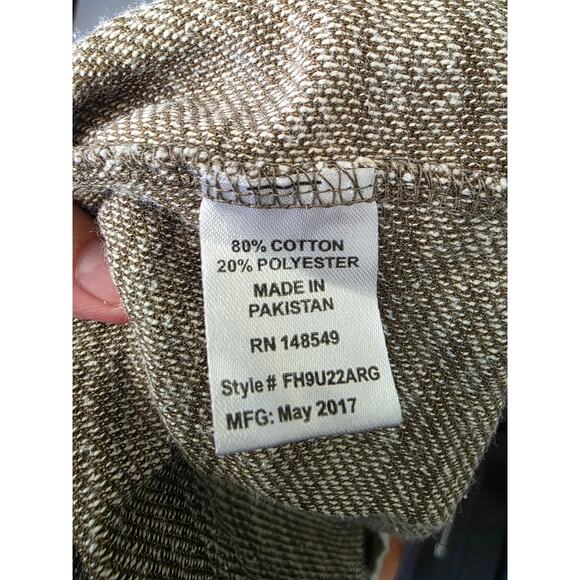 80% COTTON
20% POLYESTER
MADE IN
PAKISTAN
RN 148549
Style# FH9U22ARG
MFG: May 2017